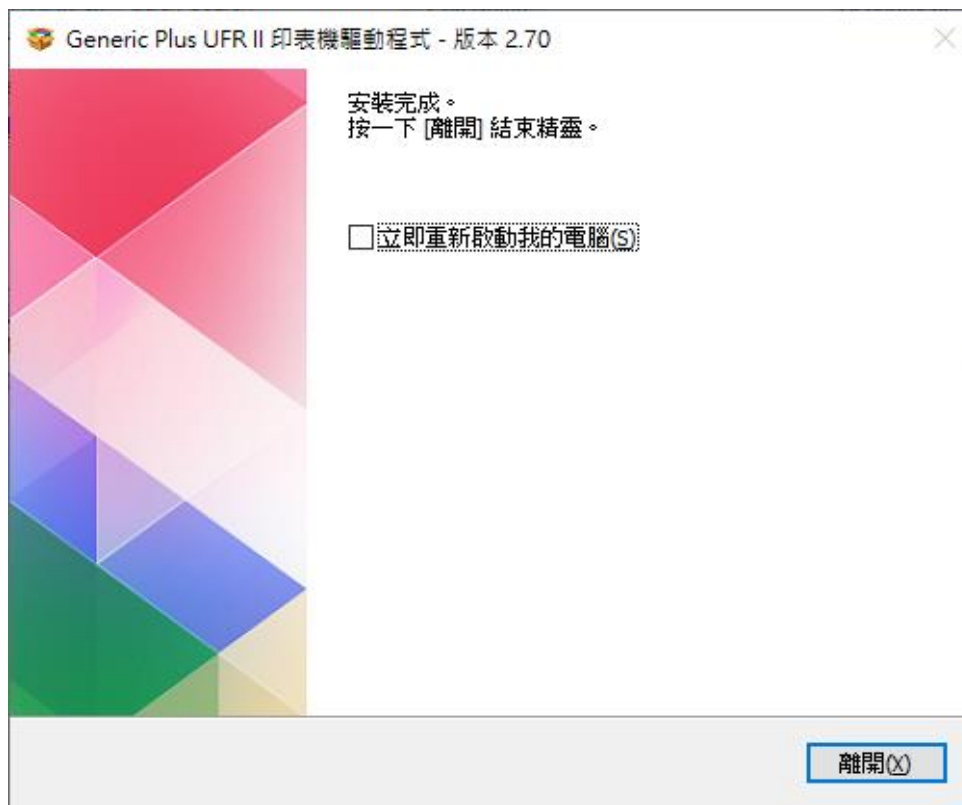 Generic Plus UFR II 印表機驅動程式 - 版本 2.70
安裝完成。
按一下 [離開] 結束精靈。
立即重新啟動我的電腦(S)
離開(X)